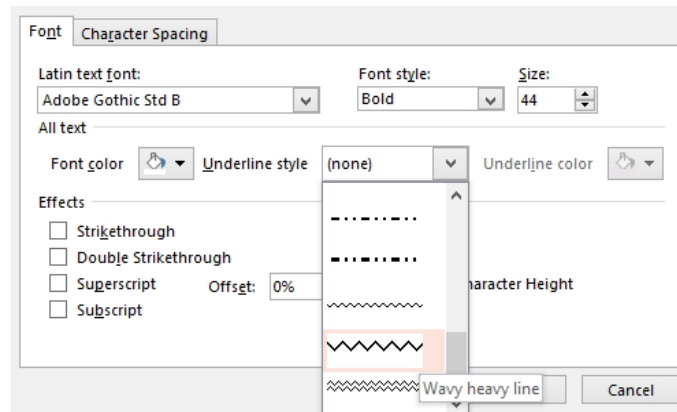 Font Character Spacing
Latin text font: Font style: Size:
Adobe Gothic Std B Bold 44
All text
Font color Underline style (none) Underline color
Effects
Strikethrough
Double Strikethrough
Superscript Offset: 0% Height
Subscript
Wavy heavy line Cancel